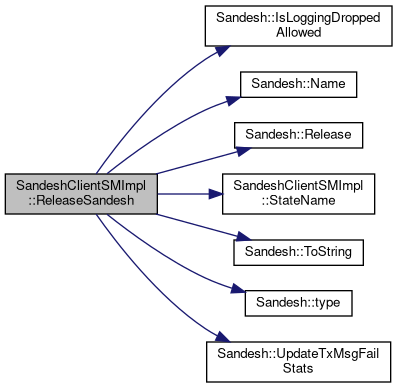 Sandesh::IsLoggingDropped
Allowed
Sandesh::Name
Sandesh::Release
SandeshClientSMImpl
::ReleaseSandesh
SandeshClientSMImpl
::StateName
Sandesh::ToString
Sandesh::type
Sandesh::UpdateTxMsgFail
Stats